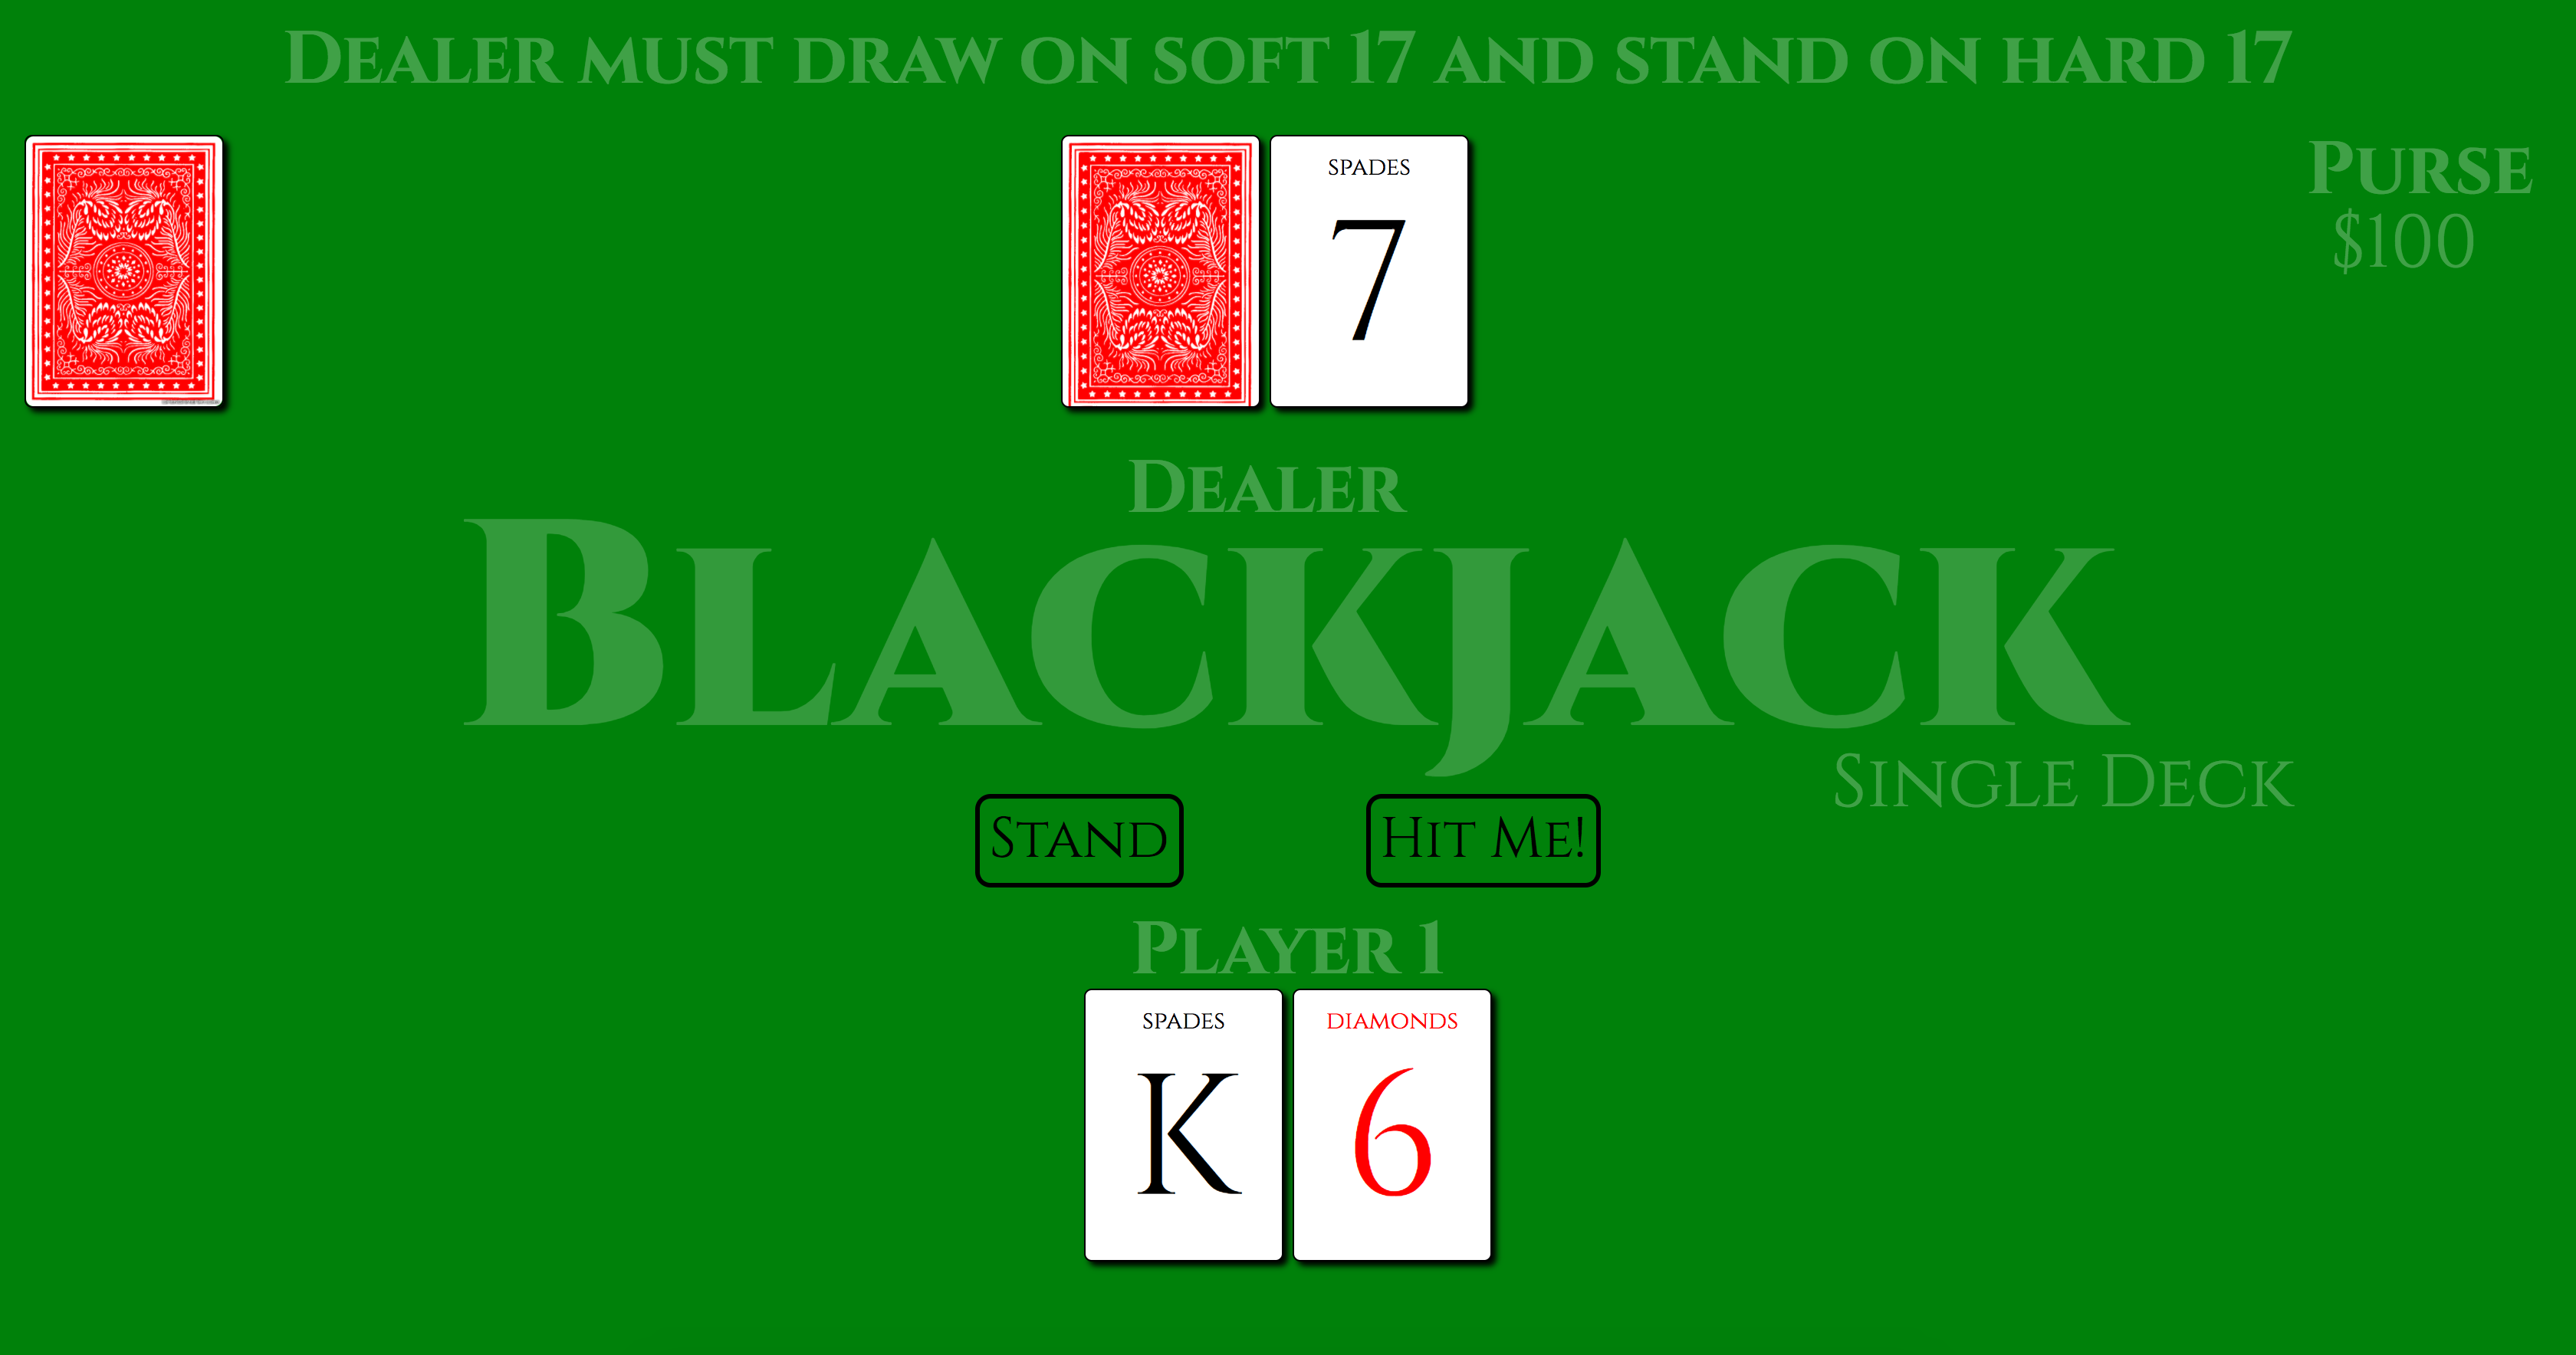 Dealer must draw on soft 17 and stand on hard 17
SPADES
7
Purse
$100
Dealer
Blackjack
Single Deck
Stand
Hit Me!
Player 1
SPADES
K
DIAMONDS
6